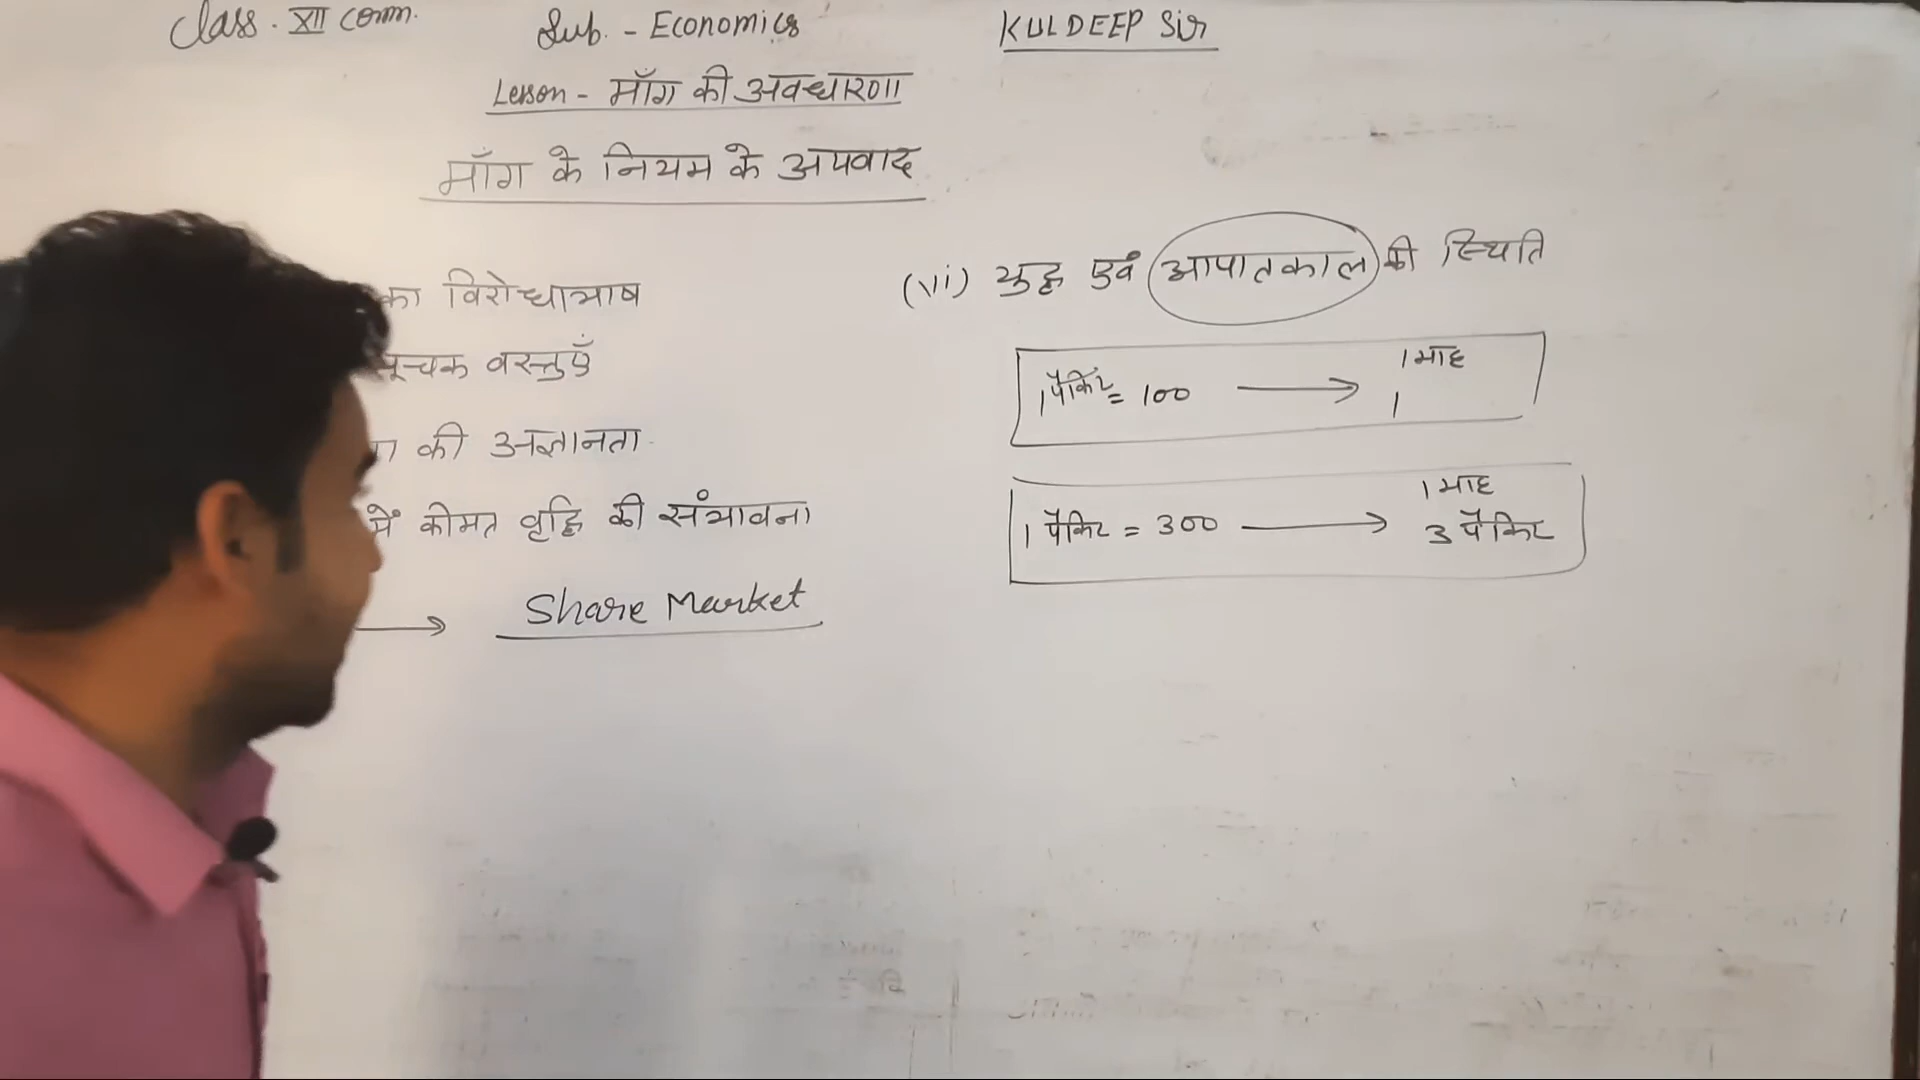 Class. XII comm.
Sub. - Economics
KULDEEP Sir
Lesson - माँग की अवधारणा
माँग के नियम के अपवाद
का विरोधाभाष
सूचक वस्तुएँ
की अज्ञानता
में कीमत वृद्धि की संभावना
→ Share Market
(vi) युद्ध एवं आपातकाल की स्थिति
1 माह
1 पैकिट = 100 → 1
1 माह
1 पैकिट = 300 → 3 पैकिट